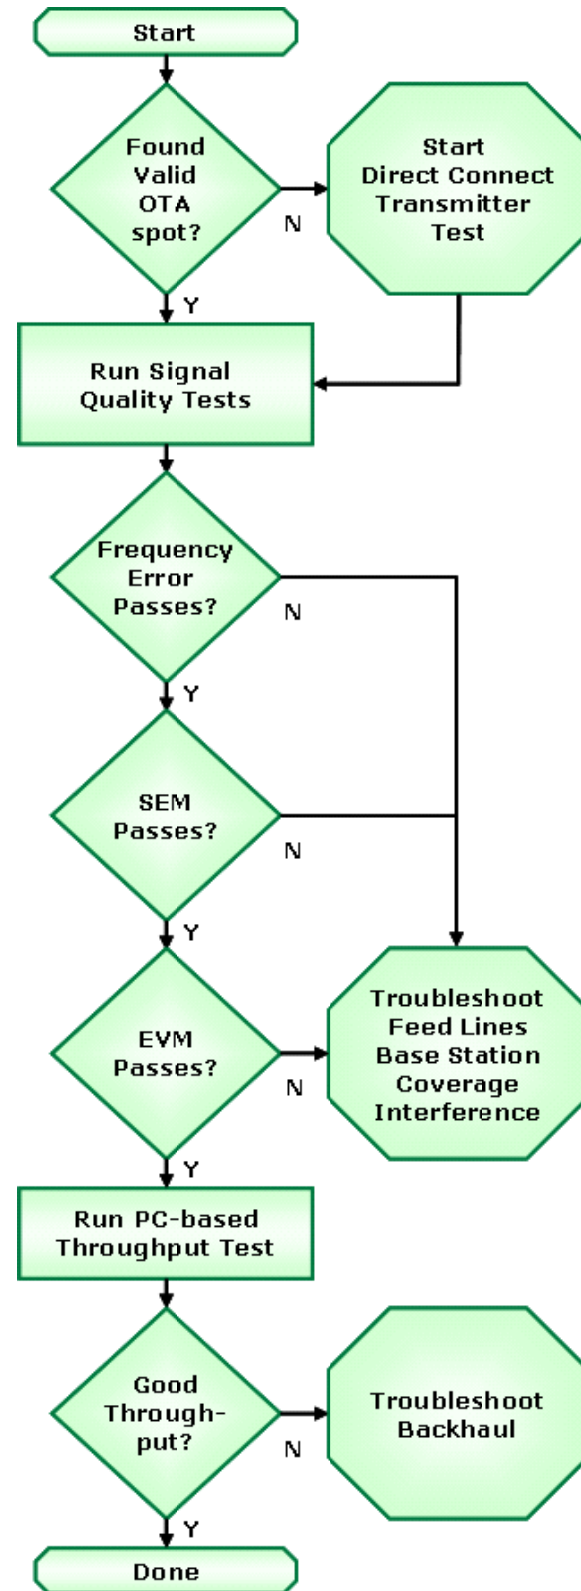 Start
Found
Valid
OTA
spot?
N
Start
Direct Connect
Transmitter
Test
Y
Run Signal
Quality Tests
Frequency
Error
Passes?
N
Y
SEM
Passes?
N
Y
EVM
Passes?
N
Troubleshoot
Feed Lines
Base Station
Coverage
Interference
Y
Run PC-based
Throughput Test
Good
Through-
put?
N
Troubleshoot
Backhaul
Y
Done